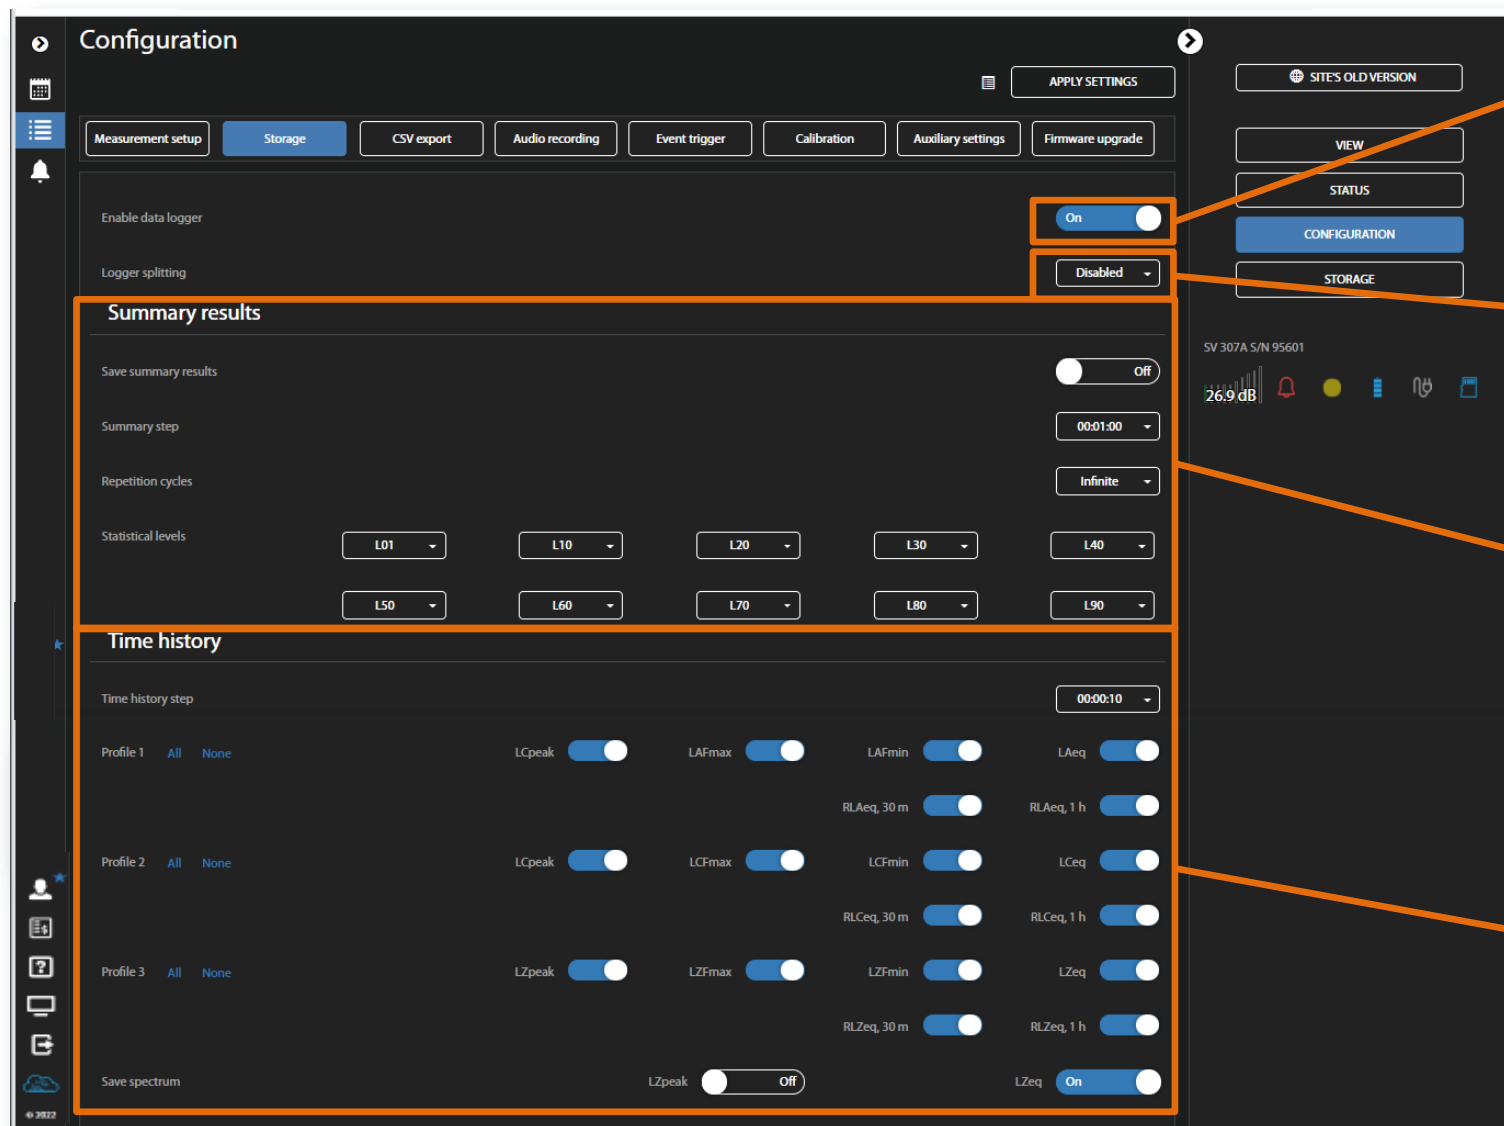 Configuration
APPLY SETTINGS
SITE'S OLD VERSION
Measurement setup
Storage
CSV export
Audio recording
Event trigger
Calibration
Auxiliary settings
Firmware upgrade
VIEW
STATUS
CONFIGURATION
STORAGE
Enable data logger
On
Logger splitting
Disabled
Summary results
SV 307A S/N 95601
26.9 dB
Save summary results
Off
Summary step
00:01:00
Repetition cycles
Infinite
Statistical levels
L01 L10 L20 L30 L40
L50 L60 L70 L80 L90
Time history
Time history step
00:00:10
Profile 1 All None LCpeak LAFmax LAFmin LAeq
RLAeq, 30 m RLAeq, 1 h
Profile 2 All None LCpeak LCFmax LCFmin LCeq
RLCeq, 30 m RLCeq, 1 h
Profile 3 All None LZpeak LZFmax LZFmin LZeq
RLZeq, 30 m RLZeq, 1 h
Save spectrum LZpeak Off LZeq On